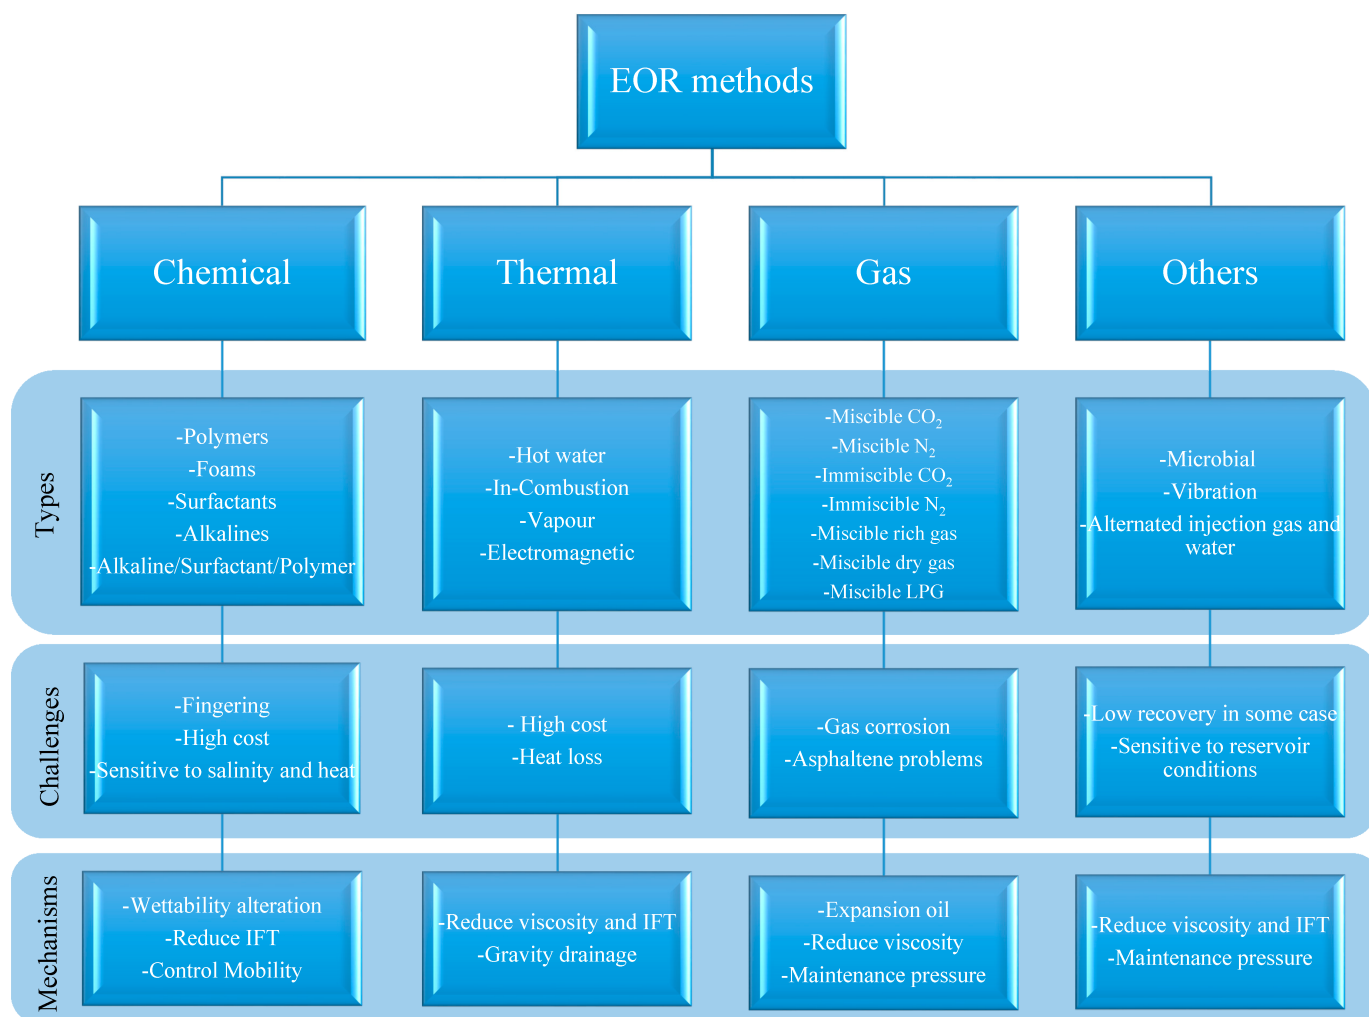 EOR methods
Chemical
Thermal
Gas
Others
Types
-Polymers
-Foams
-Surfactants
-Alkalines
-Alkaline/Surfactant/Polymer
-Hot water
-In-Combustion
-Vapour
-Electromagnetic
-Miscible CO₂
-Miscible N₂
-Immiscible CO₂
-Immiscible N₂
-Miscible rich gas
-Miscible dry gas
-Miscible LPG
-Microbial
-Vibration
-Alternated injection gas and
water
Challenges
-Fingering
-High cost
-Sensitive to salinity and heat
- High cost
-Heat loss
-Gas corrosion
-Asphaltene problems
-Low recovery in some case
-Sensitive to reservoir
conditions
Mechanisms
-Wettability alteration
-Reduce IFT
-Control Mobility
-Reduce viscosity and IFT
-Gravity drainage
-Expansion oil
-Reduce viscosity
-Maintenance pressure
-Reduce viscosity and IFT
-Maintenance pressure